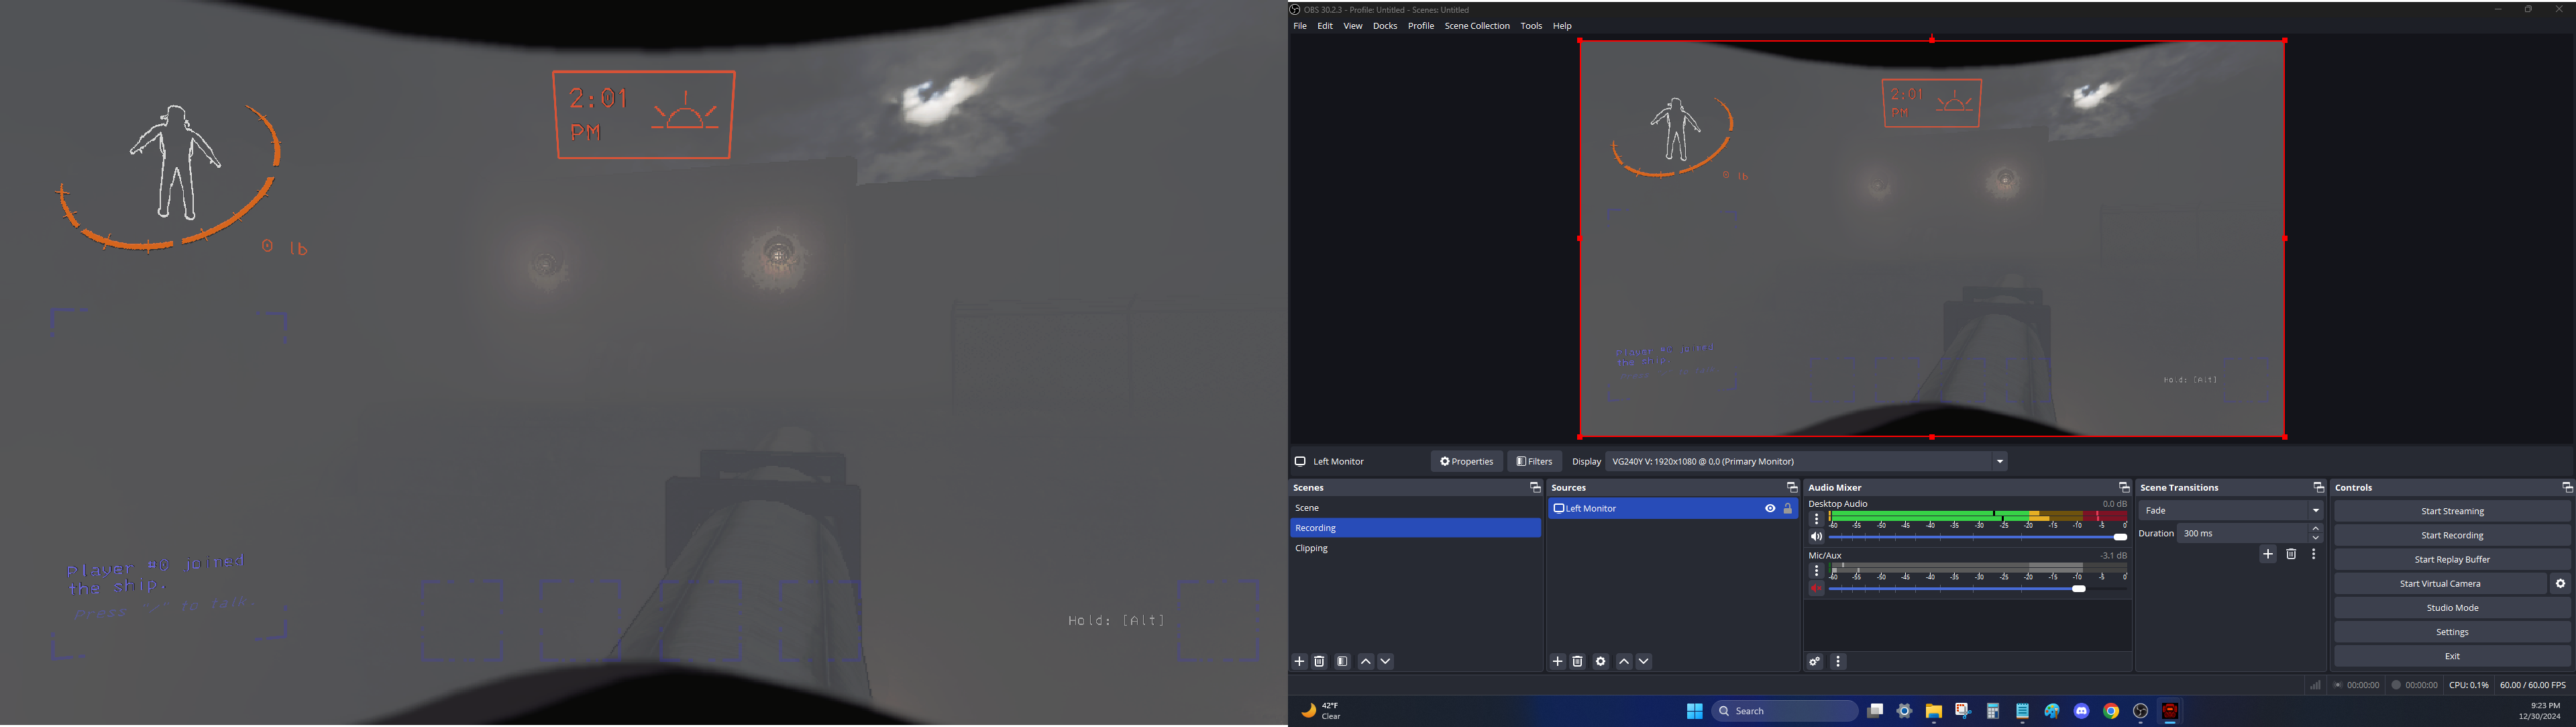 2:01
PM
0 lb
Player #0 joined
the ship.
Press "/" to talk.
Hold: [Alt]
OBS 30.2.3 - Profile: Untitled - Scenes: Untitled
File Edit View Docks Profile Scene Collection Tools Help
2:01
PM
0 lb
Player #0 joined
the ship.
Hold: [Alt]
Left Monitor Properties Filters Display VG240Y V: 1920x1080 @ 0,0 (Primary Monitor)
Scenes
Scene
Recording
Clipping
Sources
Left Monitor
Audio Mixer
Desktop Audio 0.0 dB
-60 -55 -50 -45 -40 -35 -30 -25 -20 -15 -10 -5 0
Mic/Aux -3.1 dB
-60 -55 -50 -45 -40 -35 -30 -25 -20 -15 -10 -5 0
Scene Transitions
Fade
Duration 300 ms
Controls
Start Streaming
Start Recording
Start Replay Buffer
Start Virtual Camera
Studio Mode
Settings
Exit
00:00:00 00:00:00 CPU: 0.1% 60.00 / 60.00 FPS
42°F
Clear
Search
9:23 PM
12/30/2024